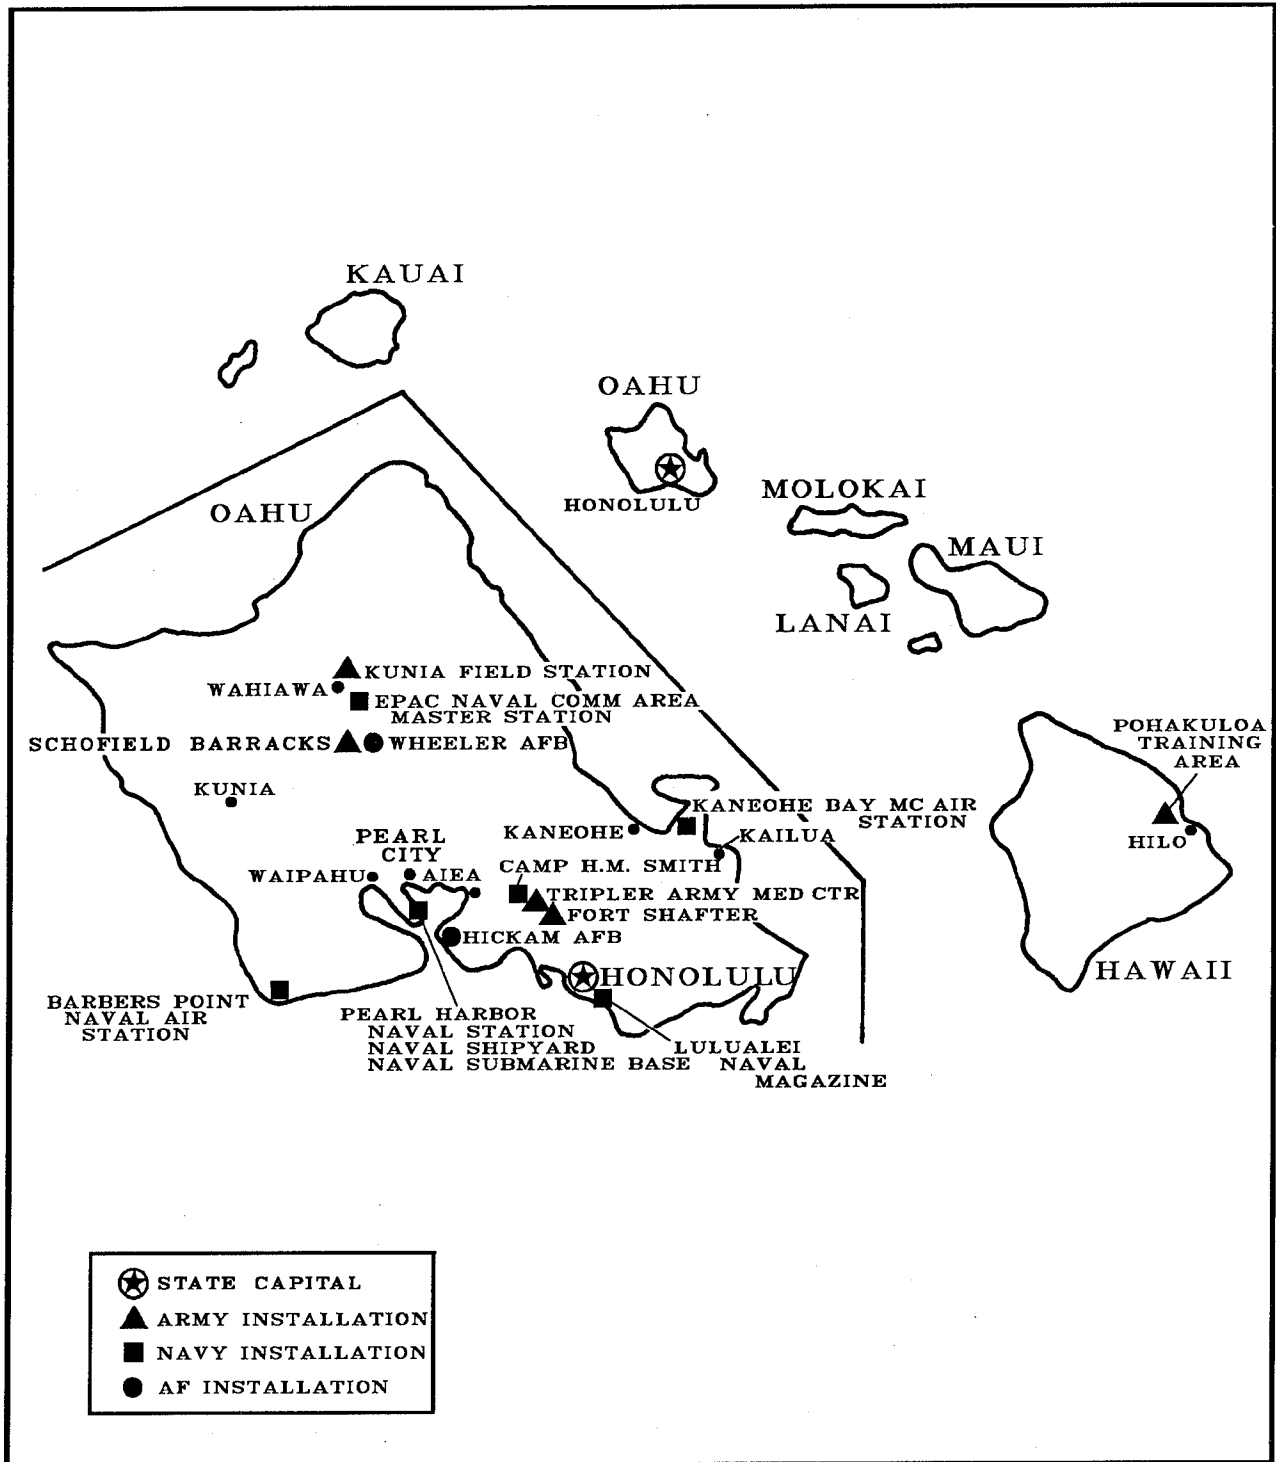 KAUAI
OAHU
HONOLULU
MOLOKAI
MAUI
LANAI
OAHU
KUNIA FIELD STATION
WAHIAWA
EPAC NAVAL COMM AREA
MASTER STATION
SCHOFIELD BARRACKS
WHEELER AFB
KUNIA
POHAKULOA
TRAINING
AREA
HILO
HAWAII
KANEOHE BAY MC AIR
STATION
KANEOHE
KAILUA
PEARL
CITY
CAMP H.M. SMITH
WAIPAHU
AIEA
TRIPLER ARMY MED CTR
FORT SHAFTER
HICKAM AFB
HONOLULU
BARBERS POINT
NAVAL AIR
STATION
PEARL HARBOR
NAVAL STATION
NAVAL SHIPYARD
NAVAL SUBMARINE BASE
LULUALEI
NAVAL
MAGAZINE
STATE CAPITAL
ARMY INSTALLATION
NAVY INSTALLATION
AF INSTALLATION